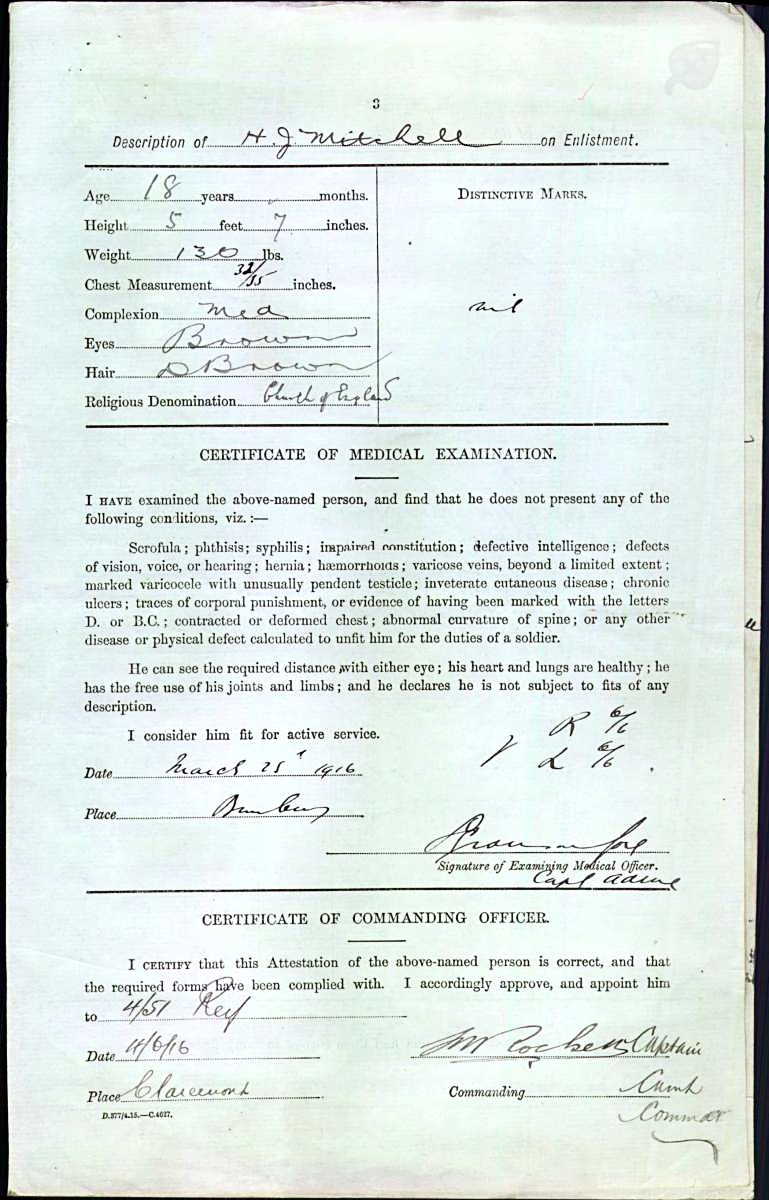 3
Description of H. J. Mitchell on Enlistment.
Age 18 years months.
Height 5 feet 7 inches.
Weight 130 lbs.
Chest Measurement 32/35 inches.
Complexion Med
Eyes Brown
Hair D Brown
Religious Denomination Church of England
DISTINCTIVE MARKS.
nil
CERTIFICATE OF MEDICAL EXAMINATION.
I HAVE examined the above-named person, and find that he does not present any of the
following conditions, viz. :—
Scrofula; phthisis; syphilis; impaired constitution; defective intelligence; defects
of vision, voice, or hearing; hernia; hæmorrhoids; varicose veins, beyond a limited extent;
marked varicocele with unusually pendent testicle; inveterate cutaneous disease; chronic
ulcers; traces of corporal punishment, or evidence of having been marked with the letters
D. or B.C.; contracted or deformed chest; abnormal curvature of spine; or any other
disease or physical defect calculated to unfit him for the duties of a soldier.
He can see the required distance with either eye; his heart and lungs are healthy; he
has the free use of his joints and limbs; and he declares he is not subject to fits of any
description.
I consider him fit for active service.
R 6/6
V L 6/6
Date March 25th 1916
Place Bunbury
Signature of Examining Medical Officer.
Capt AAMC
CERTIFICATE OF COMMANDING OFFICER.
I CERTIFY that this Attestation of the above-named person is correct, and that
the required forms have been complied with. I accordingly approve, and appoint him
to 4/51 Ref
Date 11/6/16
Captain
Place Claremont
Commanding Camp
Comman
D.577/4.15.—C.4027.